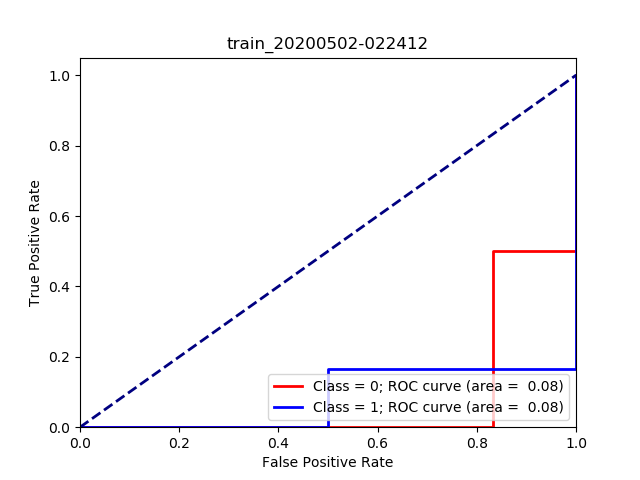 train_20200502-022412
True Positive Rate
1.0
0.8
0.6
0.4
0.2
0.0
Class = 0; ROC curve (area =  0.08)
Class = 1; ROC curve (area =  0.08)
0.0 0.2 0.4 0.6 0.8 1.0
False Positive Rate